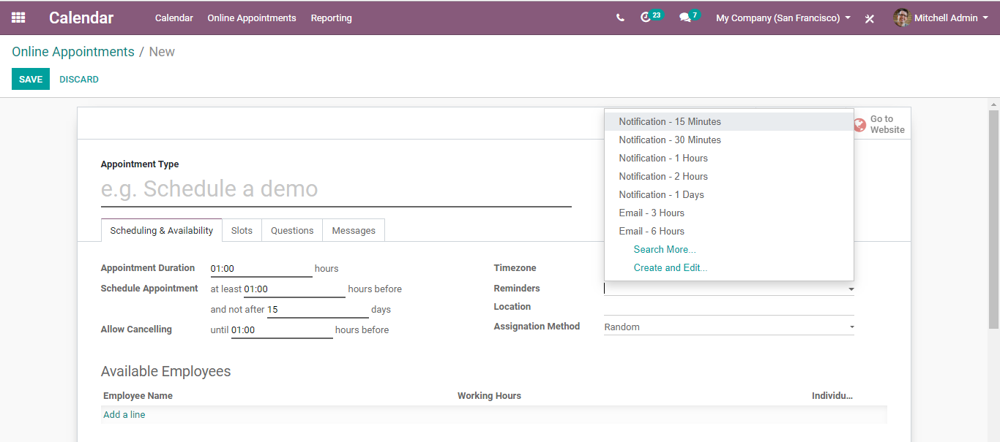 Calendar Calendar Online Appointments Reporting 23 7 My Company (San Francisco) Mitchell Admin
Online Appointments / New
SAVE DISCARD
Go to
Website
Appointment Type
e.g. Schedule a demo
Notification - 15 Minutes
Notification - 30 Minutes
Notification - 1 Hours
Notification - 2 Hours
Notification - 1 Days
Email - 3 Hours
Email - 6 Hours
Search More...
Create and Edit...
Scheduling & Availability Slots Questions Messages
Appointment Duration 01:00 hours
Schedule Appointment at least 01:00 hours before
and not after 15 days
Allow Cancelling until 01:00 hours before
Timezone
Reminders
Location
Assignation Method Random
Available Employees
Employee Name Working Hours Individu...
Add a line